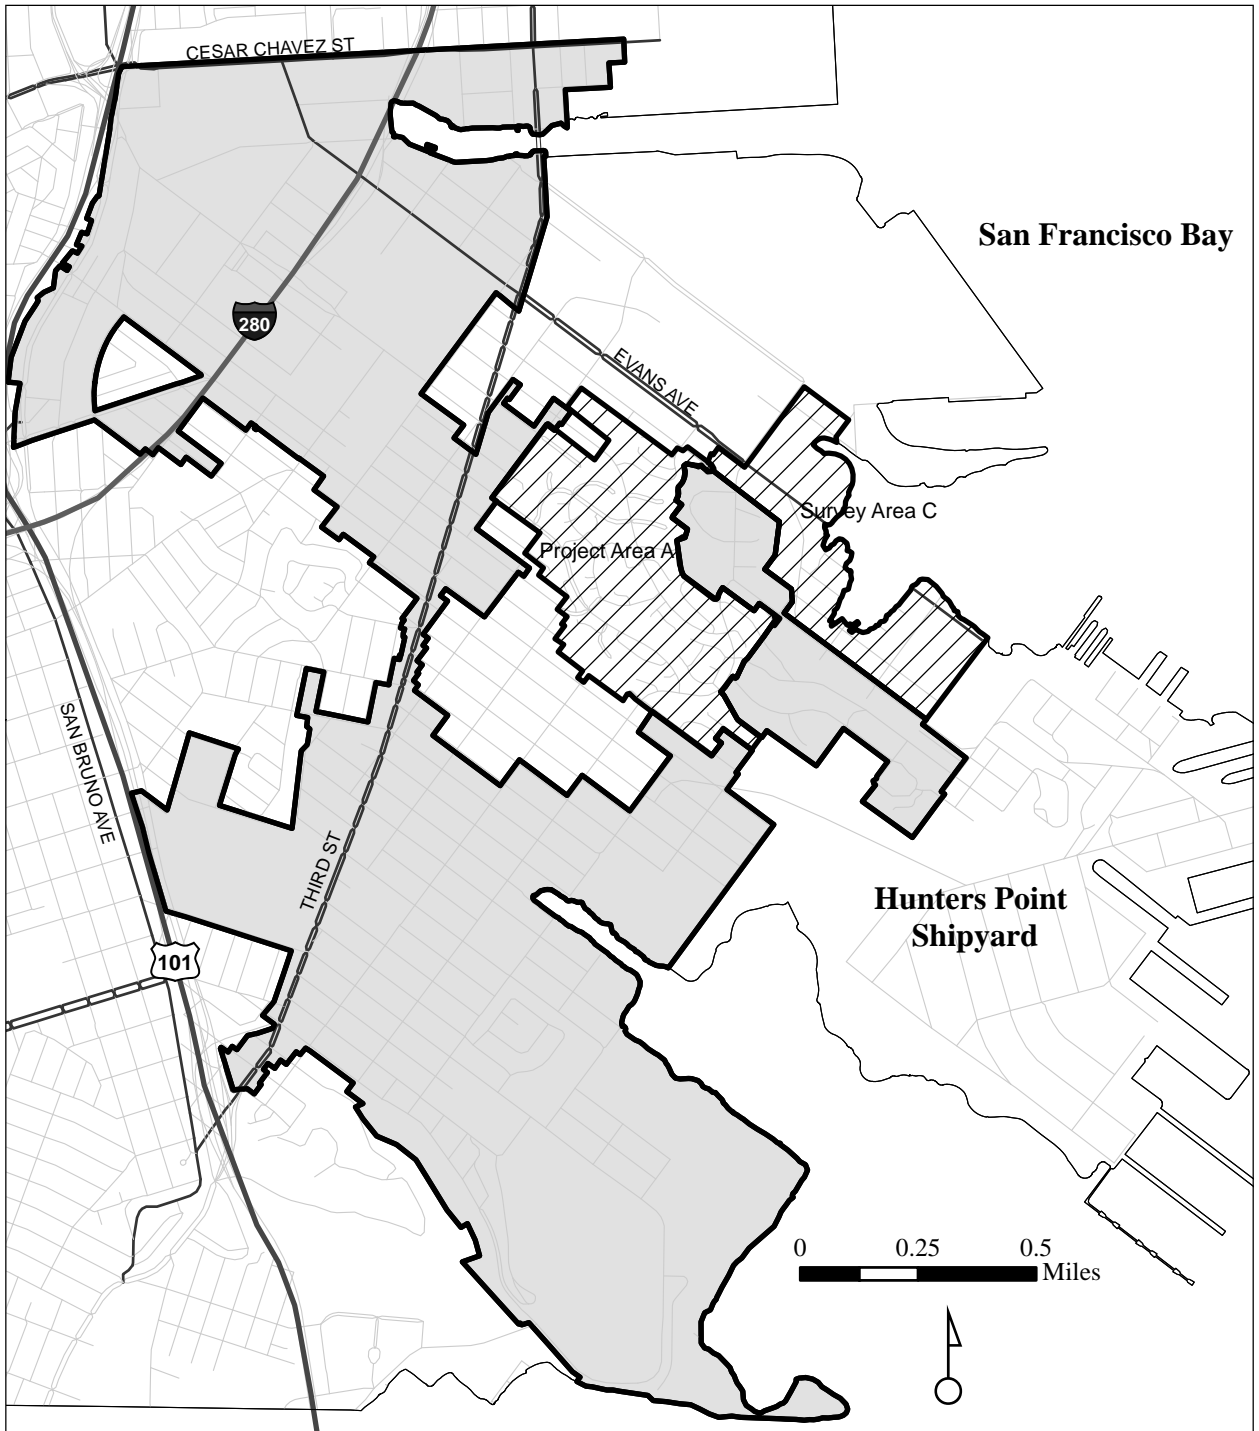 CESAR CHAVEZ ST
San Francisco Bay
280
EVANS AVE
Survey Area C
Project Area A
SAN BRUNO AVE
THIRD ST
Hunters Point
Shipyard
101
0 0.25 0.5
Miles